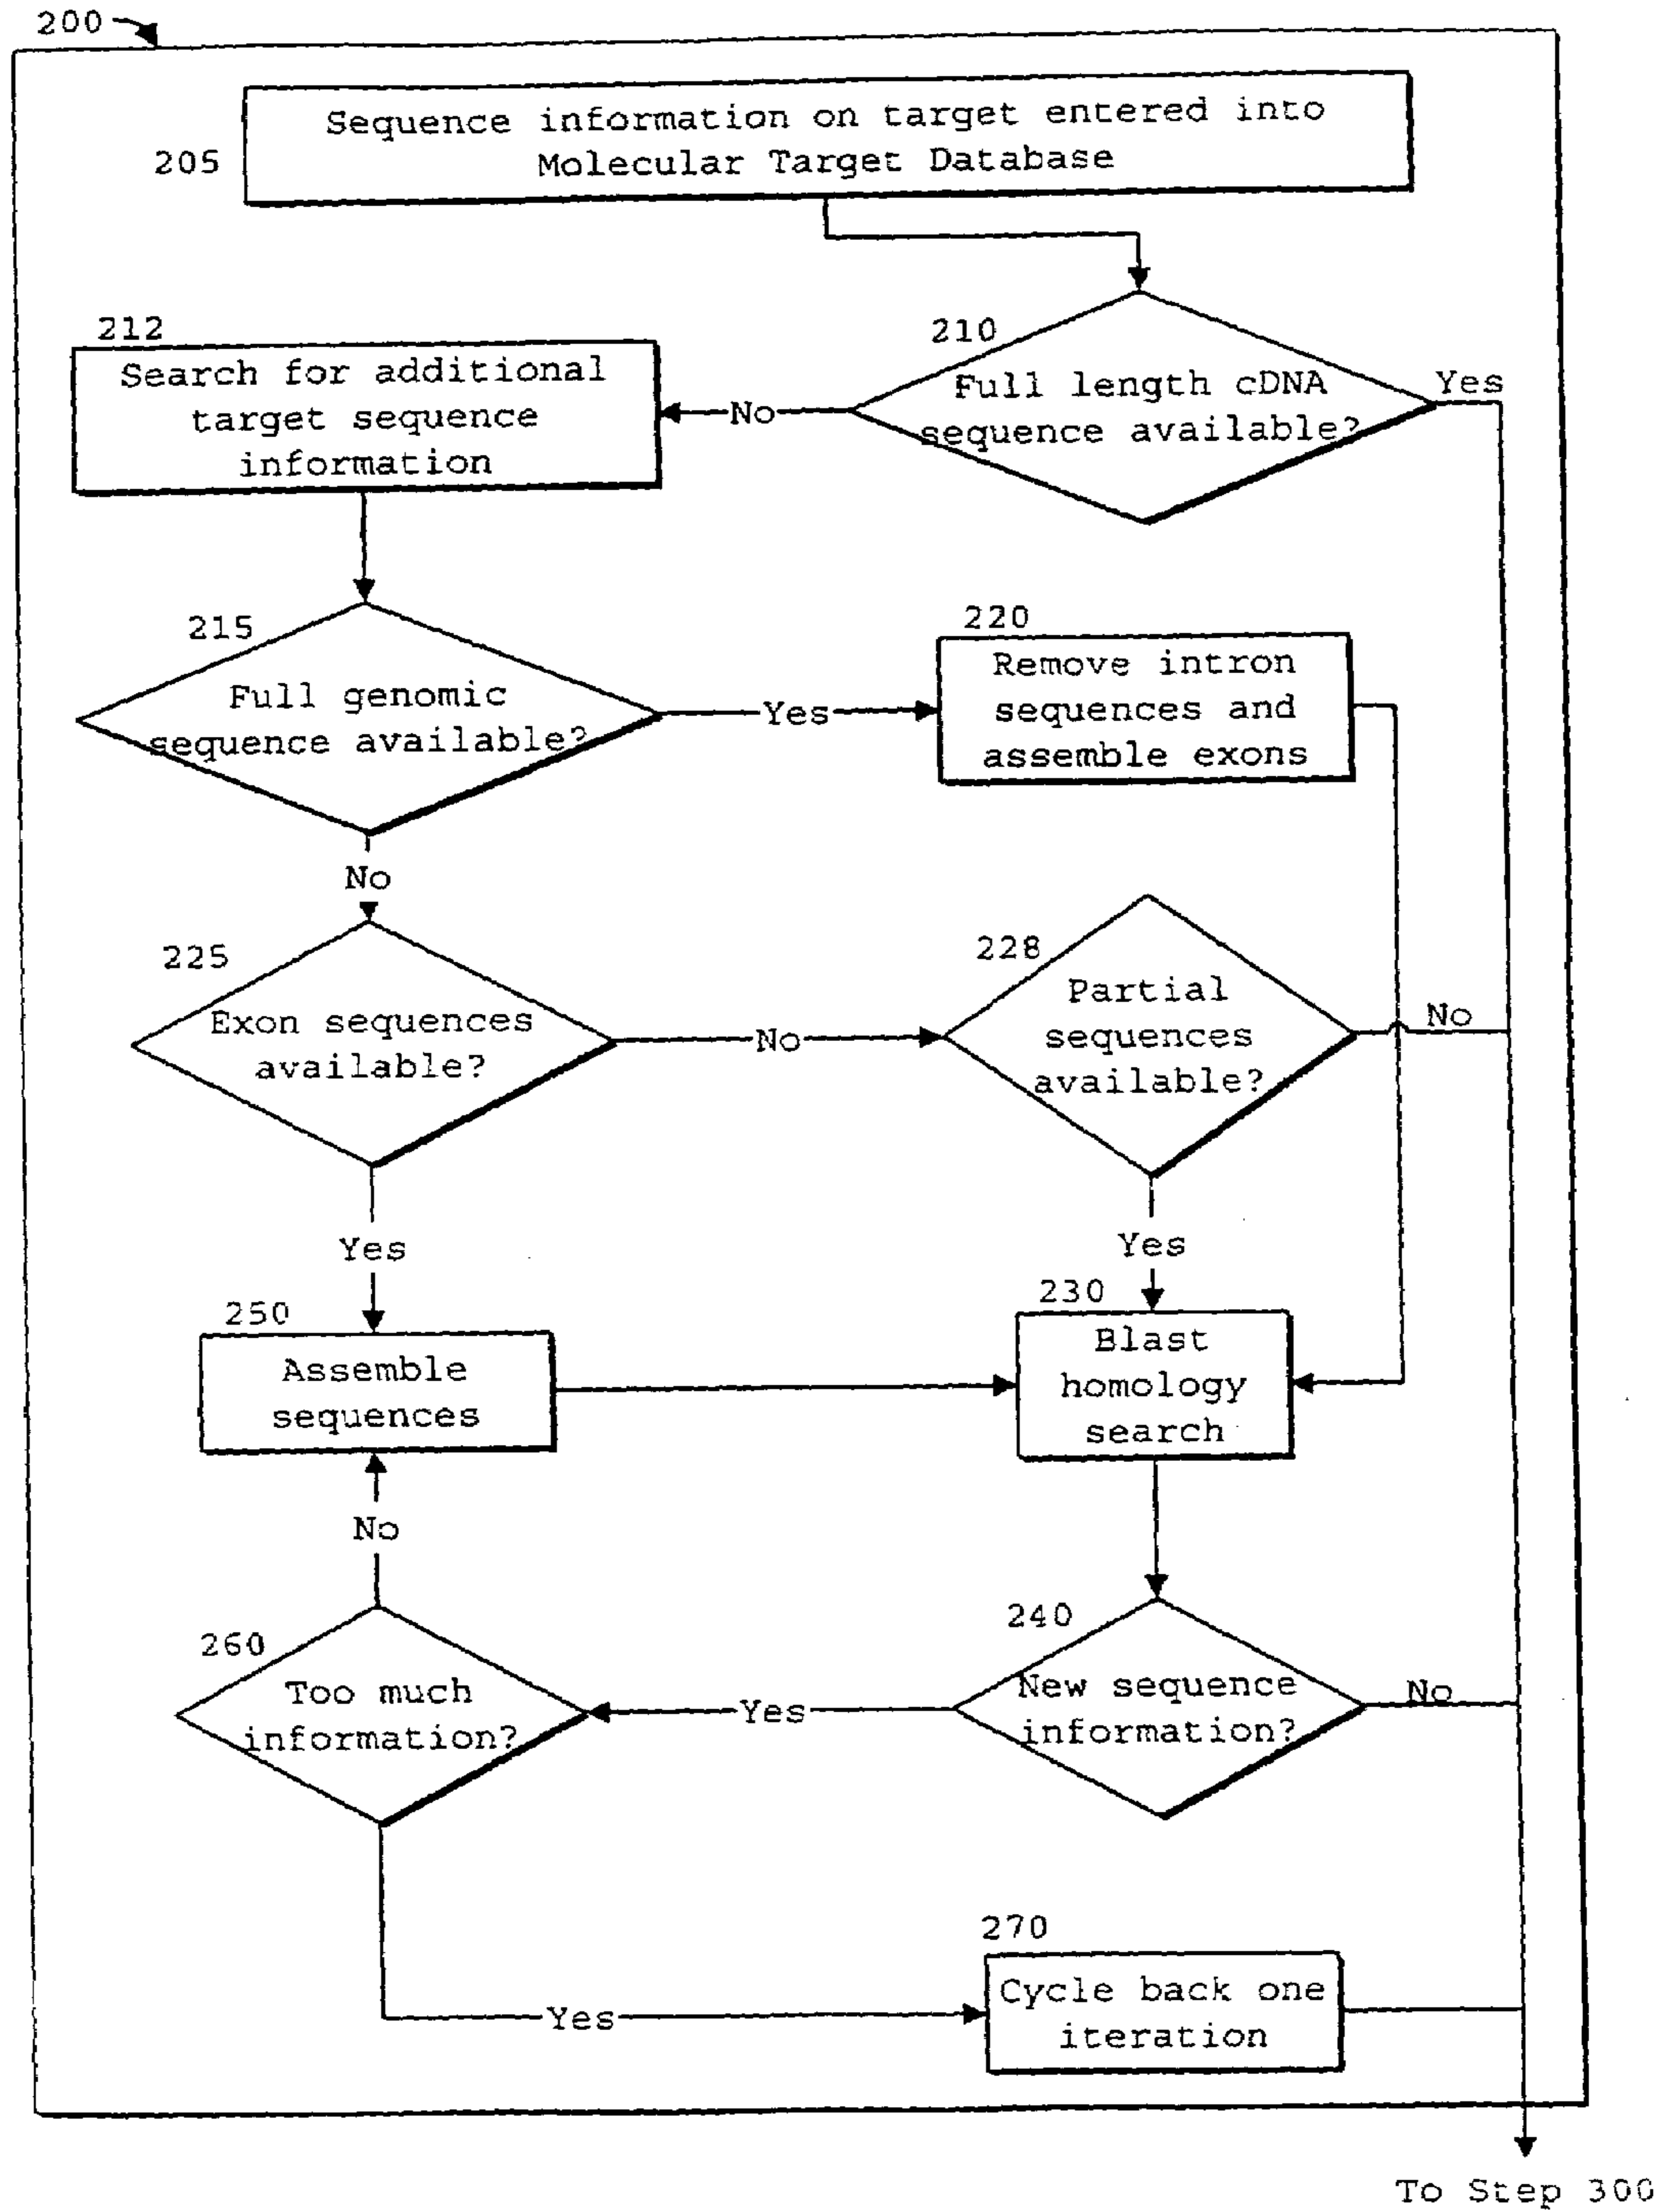 200
Sequence information on target entered into
Molecular Target Database
205
212
Search for additional
target sequence
information
No
210
Full length cDNA
sequence available?
Yes
215
Full genomic
sequence available?
Yes
220
Remove intron
sequences and
assemble exons
No
225
Exon sequences
available?
No
228
Partial
sequences
available?
No
Yes
Yes
250
Assemble
sequences
230
Blast
homology
search
No
260
Too much
information?
Yes
240
New sequence
information?
No
270
Cycle back one
iteration
Yes
To Step 300